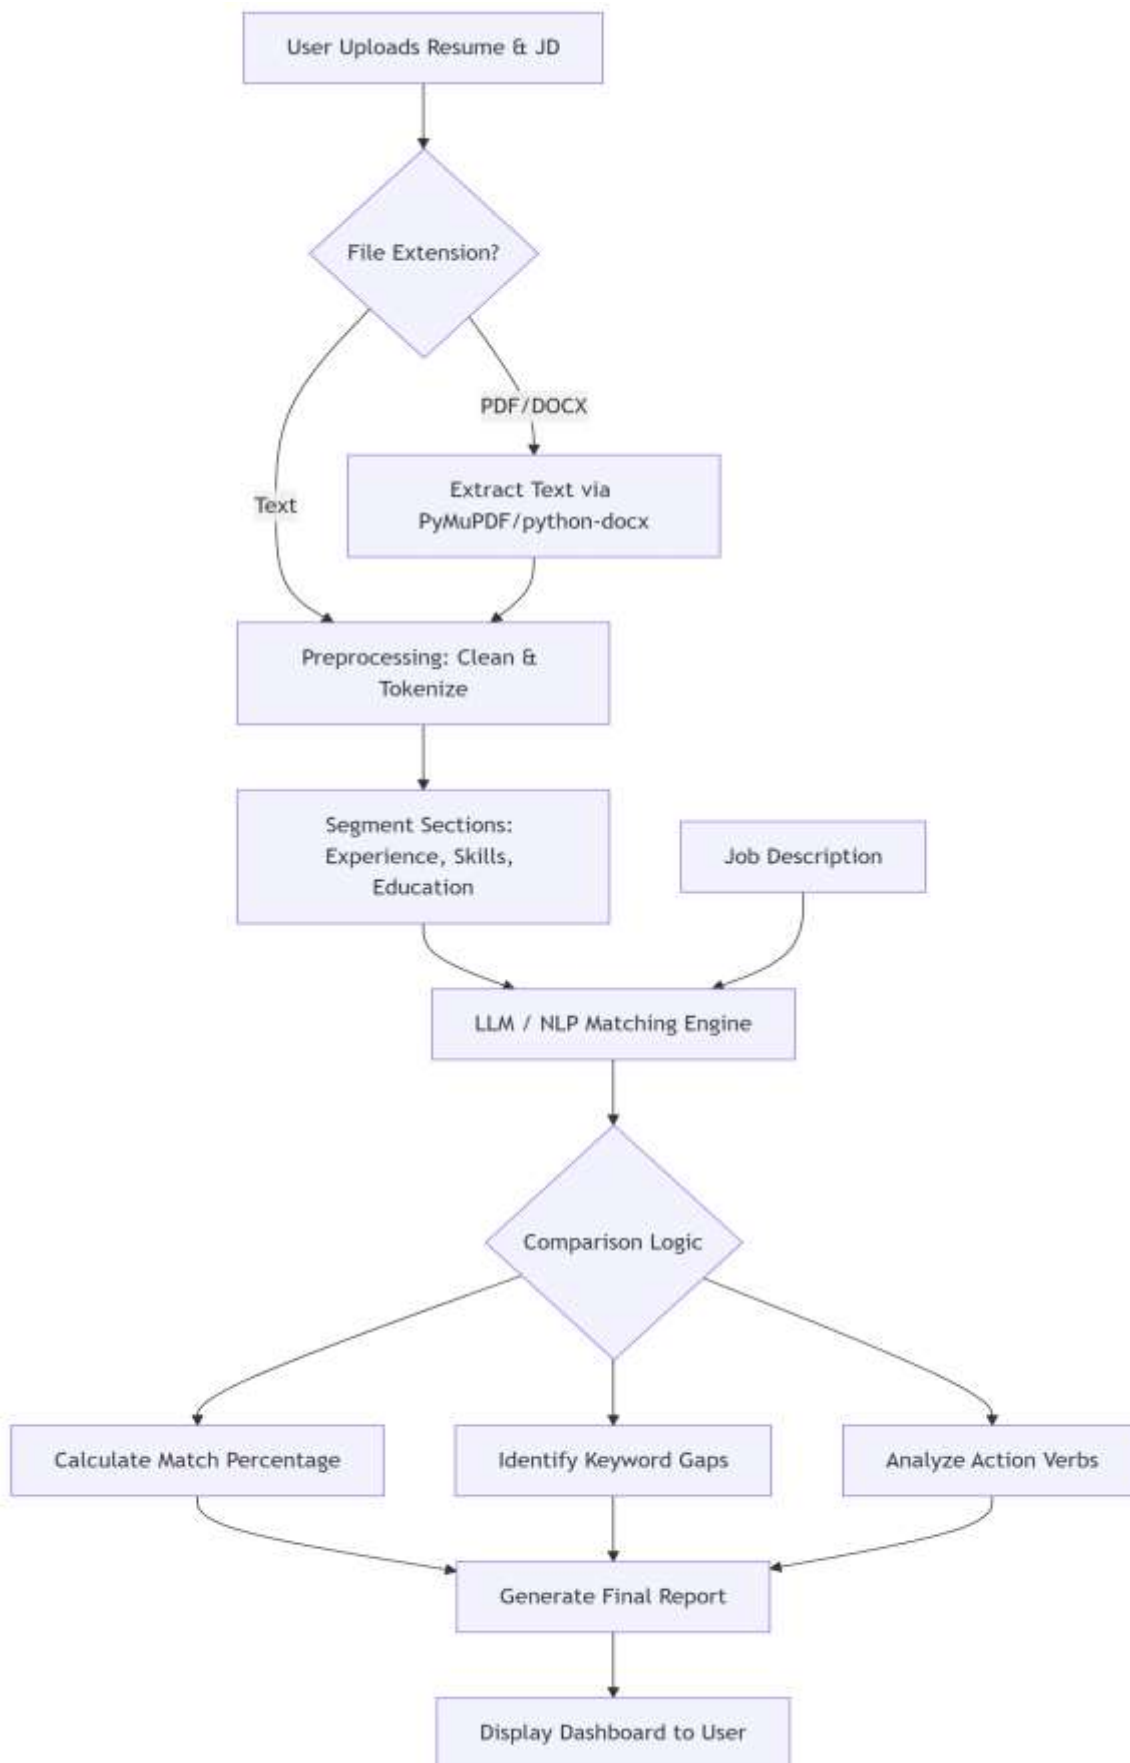 User Uploads Resume & JD
File Extension?
PDF/DOCX
Extract Text via
PyMuPDF/python-docx
Text
Preprocessing: Clean &
Tokenize
Segment Sections:
Experience, Skills,
Education
Job Description
LLM / NLP Matching Engine
Comparison Logic
Calculate Match Percentage
Identify Keyword Gaps
Analyze Action Verbs
Generate Final Report
Display Dashboard to User